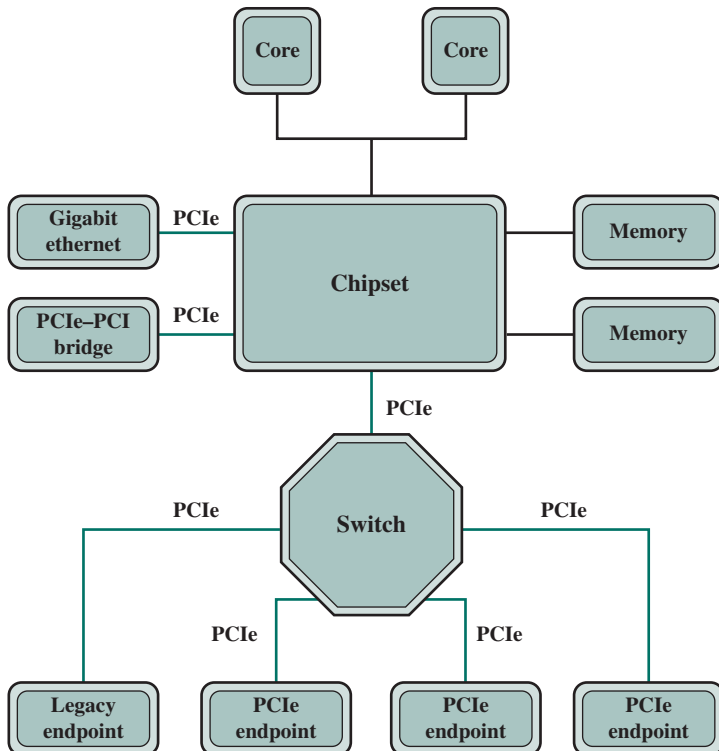 Core
Core
Gigabit
ethernet
PCIe
Chipset
Memory
PCIe–PCI
bridge
PCIe
Memory
PCIe
PCIe
Switch
PCIe
PCIe
PCIe
Legacy
endpoint
PCIe
endpoint
PCIe
endpoint
PCIe
endpoint